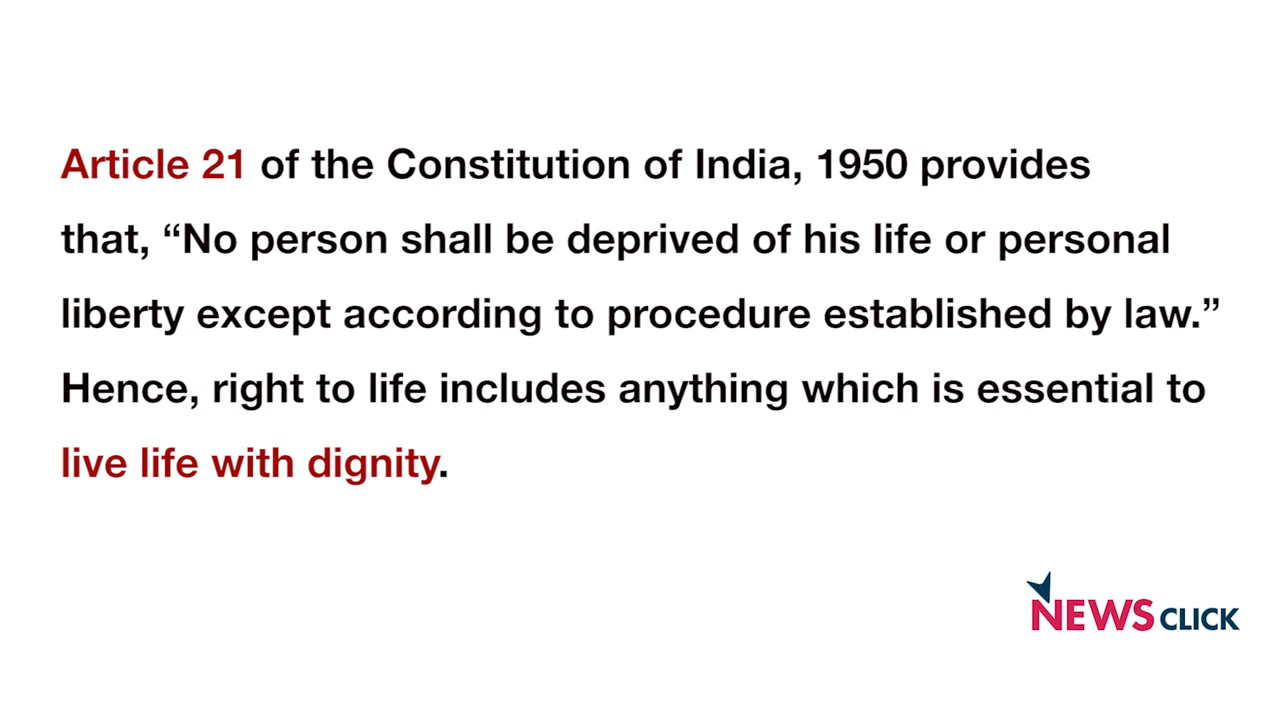 Article 21 of the Constitution of India, 1950 provides
that, “No person shall be deprived of his life or personal
liberty except according to procedure established by law.”
Hence, right to life includes anything which is essential to
live life with dignity.
NEWSCLICK